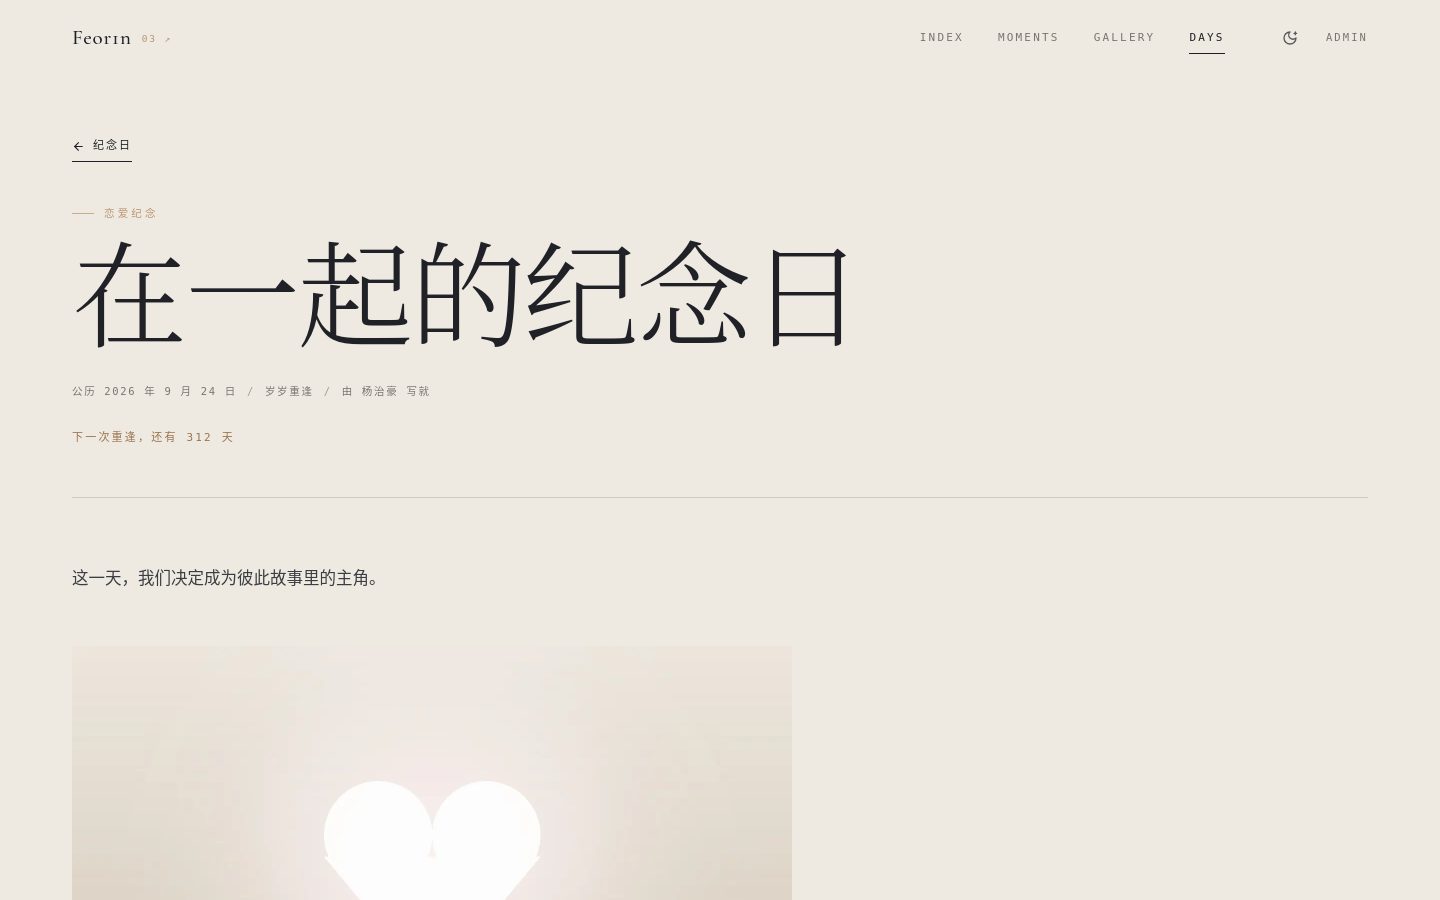 Feorin 03 ↗
INDEX MOMENTS GALLERY DAYS ADMIN
← 纪念日
恋爱纪念
在一起的纪念日
公历 2026 年 9 月 24 日 / 岁岁重逢 / 由 杨治豪 写就
下一次重逢，还有 312 天
这一天，我们决定成为彼此故事里的主角。